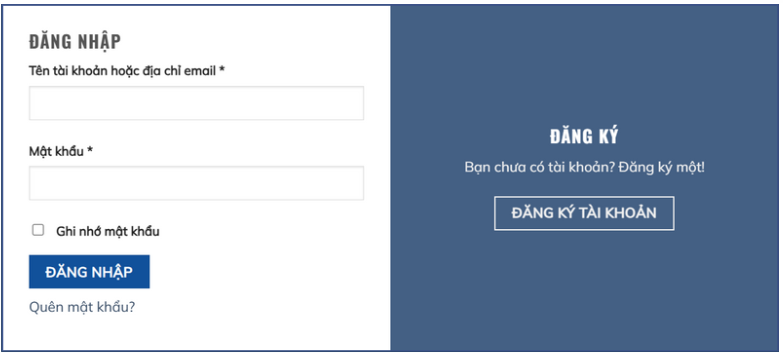 ĐĂNG NHẬP
Tên tài khoản hoặc địa chỉ email *
Mật khẩu *
Ghi nhớ mật khẩu
ĐĂNG NHẬP
Quên mật khẩu?
ĐĂNG KÝ
Bạn chưa có tài khoản? Đăng ký một!
ĐĂNG KÝ TÀI KHOẢN